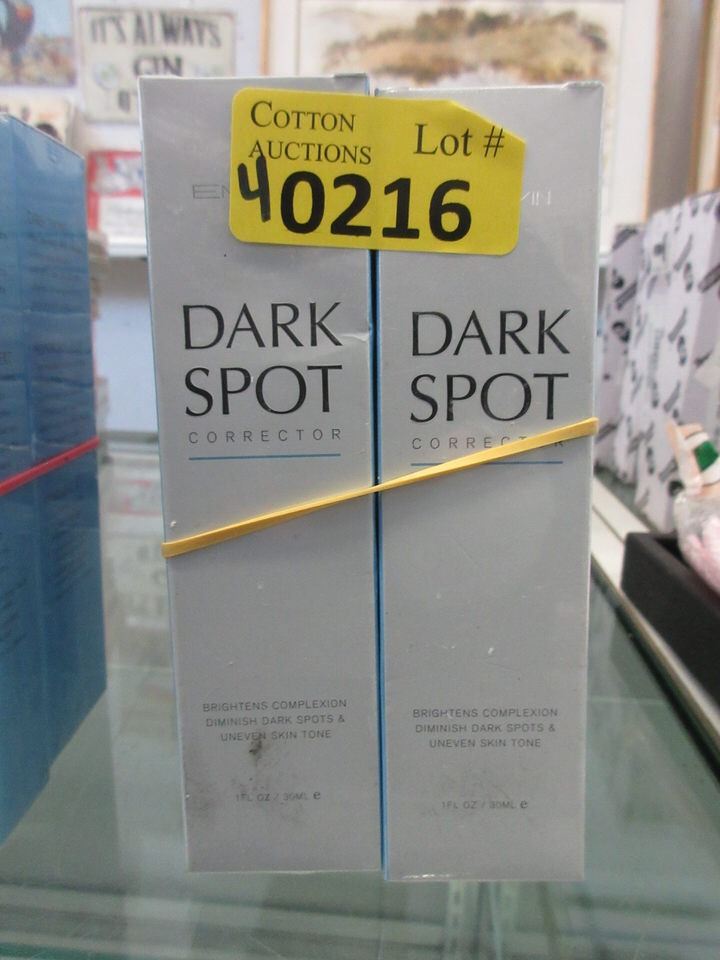 IT'S ALWAYS
GIN
COTTON
AUCTIONS
Lot #
40216
DARK
SPOT
CORRECTOR
BRIGHTENS COMPLEXION
DIMINISH DARK SPOTS &
UNEVEN SKIN TONE
1FL OZ / 30ML e
DARK
SPOT
CORRECTOR
BRIGHTENS COMPLEXION
DIMINISH DARK SPOTS &
UNEVEN SKIN TONE
1FL OZ / 30ML e